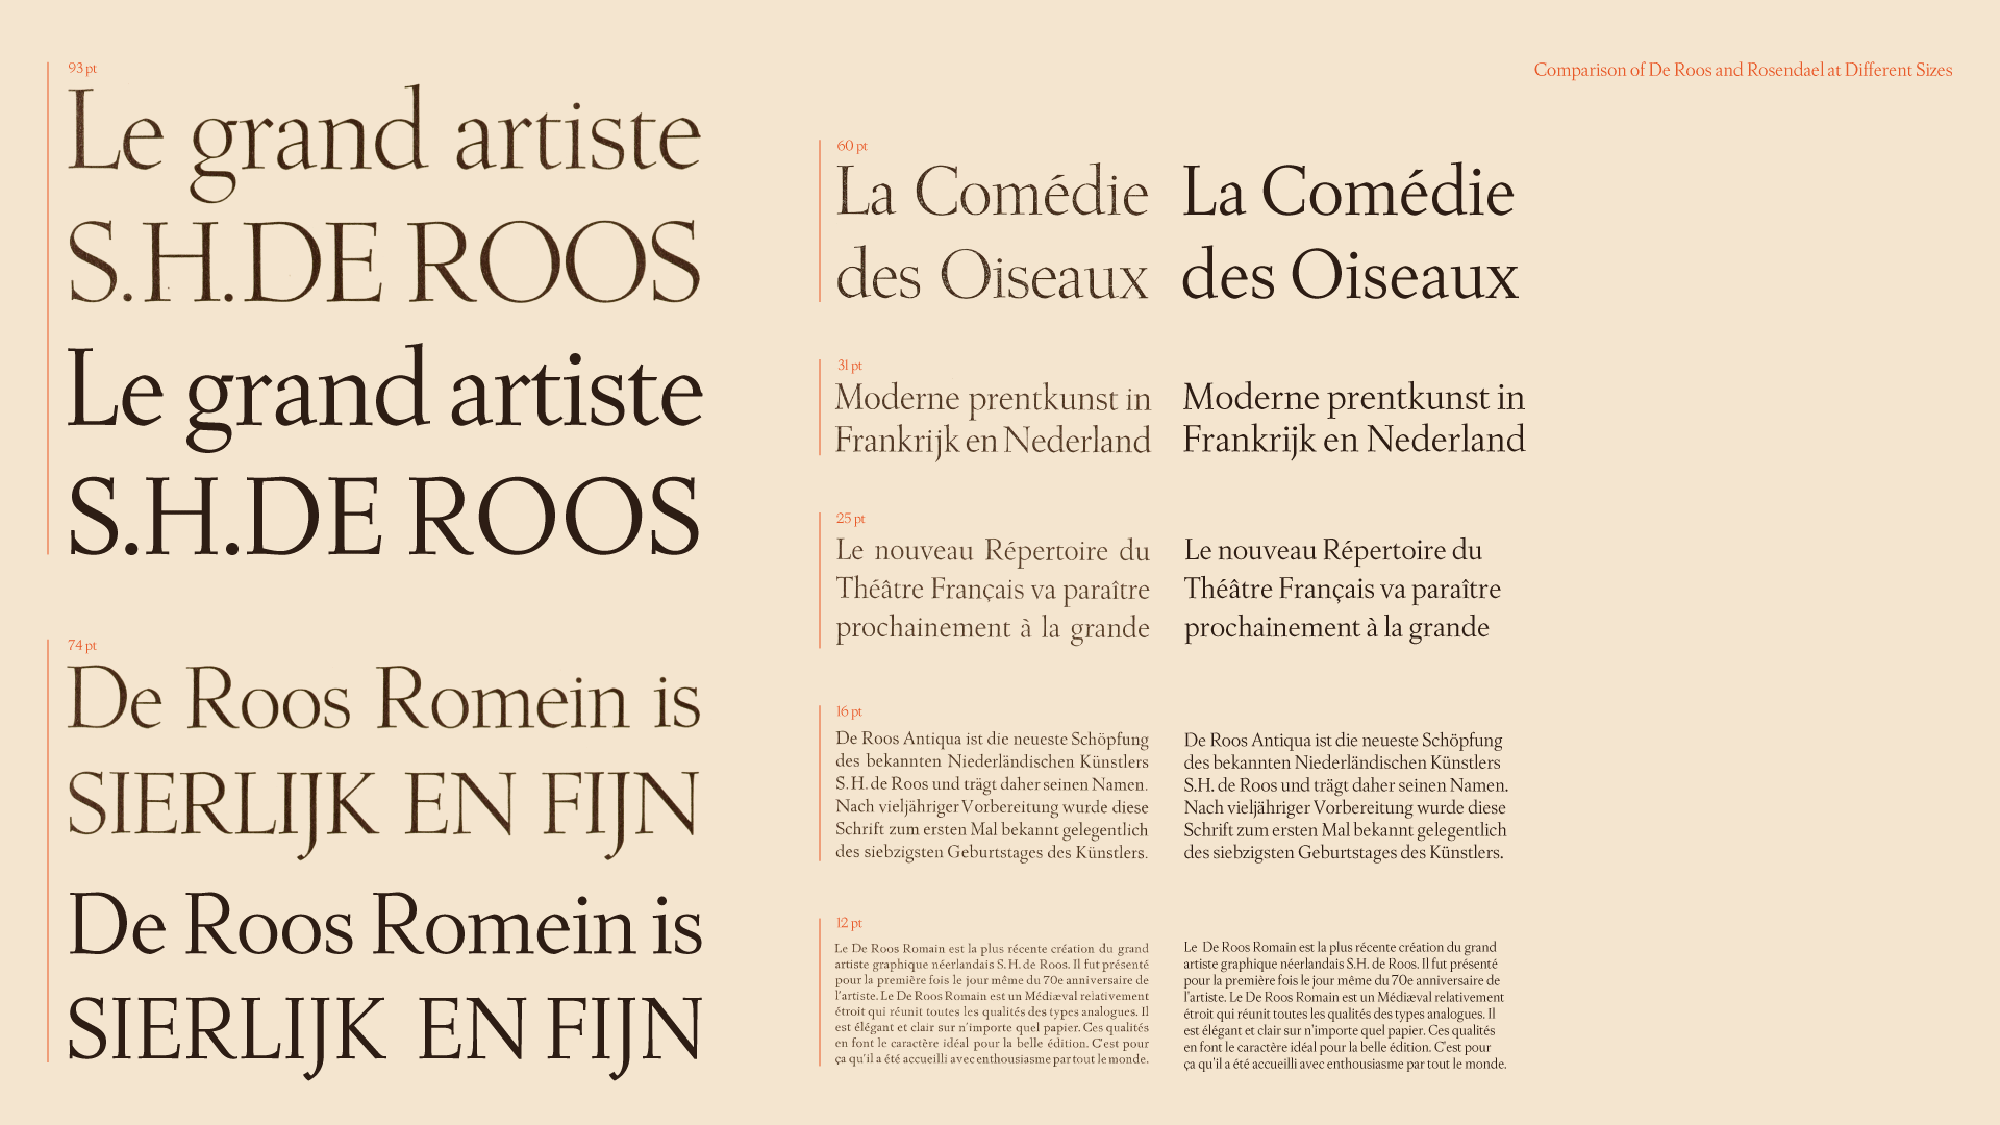 93 pt
Le grand artiste
S.H.DE ROOS
Le grand artiste
S.H.DE ROOS
74 pt
De Roos Romein is
SIERLIJK EN FIJN
De Roos Romein is
SIERLIJK EN FIJN
Comparison of De Roos and Rosendael at Different Sizes
60 pt
La Comédie
des Oiseaux
La Comédie
des Oiseaux
31 pt
Moderne prentkunst in
Frankrijk en Nederland
Moderne prentkunst in
Frankrijk en Nederland
25 pt
Le nouveau Répertoire du
Théâtre Français va paraître
prochainement à la grande
Le nouveau Répertoire du
Théâtre Français va paraître
prochainement à la grande
16 pt
De Roos Antiqua ist die neueste Schöpfung
des bekannten Niederländischen Künstlers
S.H. de Roos und trägt daher seinen Namen.
Nach vieljähriger Vorbereitung wurde diese
Schrift zum ersten Mal bekannt gelegentlich
des siebzigsten Geburtstages des Künstlers.
De Roos Antiqua ist die neueste Schöpfung
des bekannten Niederländischen Künstlers
S.H. de Roos und trägt daher seinen Namen.
Nach vieljähriger Vorbereitung wurde diese
Schrift zum ersten Mal bekannt gelegentlich
des siebzigsten Geburtstages des Künstlers.
12 pt
Le De Roos Romain est la plus récente création du grand
artiste graphique néerlandais S.H. de Roos. Il fut présenté
pour la première fois le jour même du 70e anniversaire de
l'artiste. Le De Roos Romain est un Médiæval relativement
étroit qui réunit toutes les qualités des types analogues. Il
est élégant et clair sur n'importe quel papier. Ces qualités
en font le caractère idéal pour la belle édition. C'est pour
ça qu'il a été accueilli avec enthousiasme par tout le monde.
Le De Roos Romain est la plus récente création du grand
artiste graphique néerlandais S.H. de Roos. Il fut présenté
pour la première fois le jour même du 70e anniversaire de
l'artiste. Le De Roos Romain est un Médiæval relativement
étroit qui réunit toutes les qualités des types analogues. Il
est élégant et clair sur n'importe quel papier. Ces qualités
en font le caractère idéal pour la belle édition. C'est pour
ça qu'il a été accueilli avec enthousiasme par tout le monde.